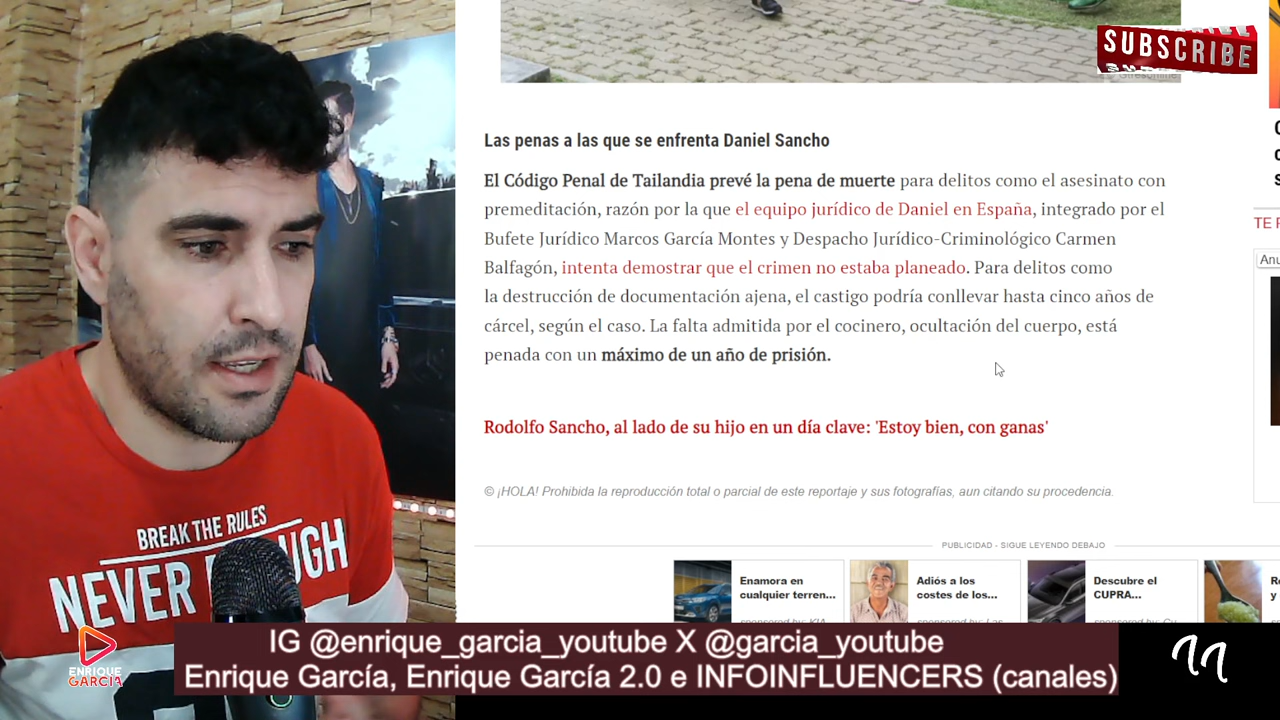 SUBSCRIBE
Las penas a las que se enfrenta Daniel Sancho
El Código Penal de Tailandia prevé la pena de muerte para delitos como el asesinato con
premeditación, razón por la que el equipo jurídico de Daniel en España, integrado por el
Bufete Jurídico Marcos García Montes y Despacho Jurídico-Criminológico Carmen
Balfagón, intenta demostrar que el crimen no estaba planeado. Para delitos como
la destrucción de documentación ajena, el castigo podría conllevar hasta cinco años de
cárcel, según el caso. La falta admitida por el cocinero, ocultación del cuerpo, está
penada con un máximo de un año de prisión.
Rodolfo Sancho, al lado de su hijo en un día clave: 'Estoy bien, con ganas'
© ¡HOLA! Prohibida la reproducción total o parcial de este reportaje y sus fotografías, aun citando su procedencia.
PUBLICIDAD - SIGUE LEYENDO DEBAJO
Enamora en
cualquier terren...
Adiós a los
costes de los...
Descubre el
CUPRA...
TE
Anu
BREAK THE RULES
NEVER
UGH
ENRIQUE
GARCÍA
IG @enrique_garcia_youtube X @garcia_youtube
Enrique García, Enrique García 2.0 e INFOINFLUENCERS (canales)